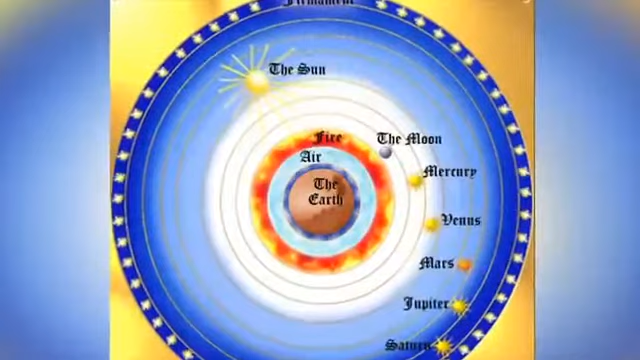 Firmament
The Sun
Fire
The Moon
Air
Mercury
The
Earth
Venus
Mars
Jupiter
Saturn